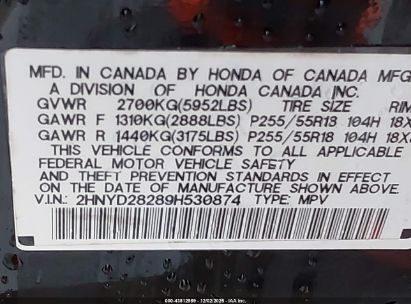 MFD. IN CANADA BY HONDA OF CANADA MFG
A DIVISION OF HONDA CANADA INC.
GVWR 2700KG(5952LBS) TIRE SIZE RIM
GAWR F 1310KG(2888LBS) P255/55R18 104H 18X
GAWR R 1440KG(3175LBS) P255/55R18 104H 18X
THIS VEHICLE CONFORMS TO ALL APPLICABLE
FEDERAL MOTOR VEHICLE SAFETY
AND THEFT PREVENTION STANDARDS IN EFFECT
DATE OF MANUFACTURE SHOWN ABOVE.
V.I.N.: 2HNYD28289H530874 TYPE: MPV